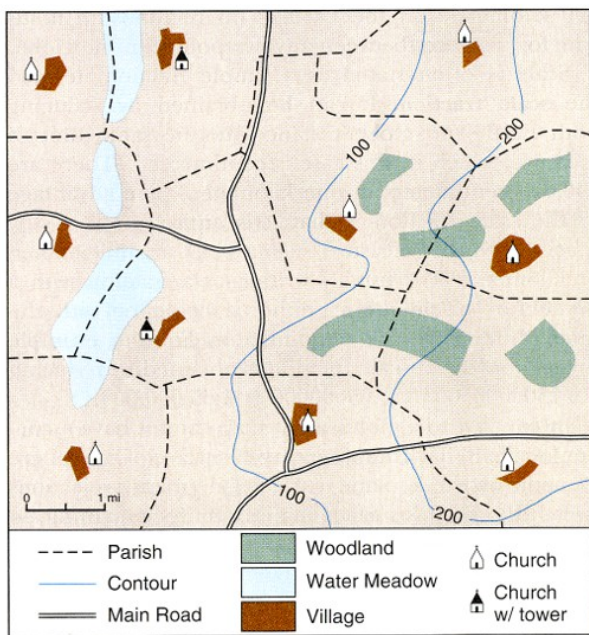 100
200
100
200
0 1 mi
Parish
Contour
Main Road
Woodland
Water Meadow
Village
Church
Church
w/ tower